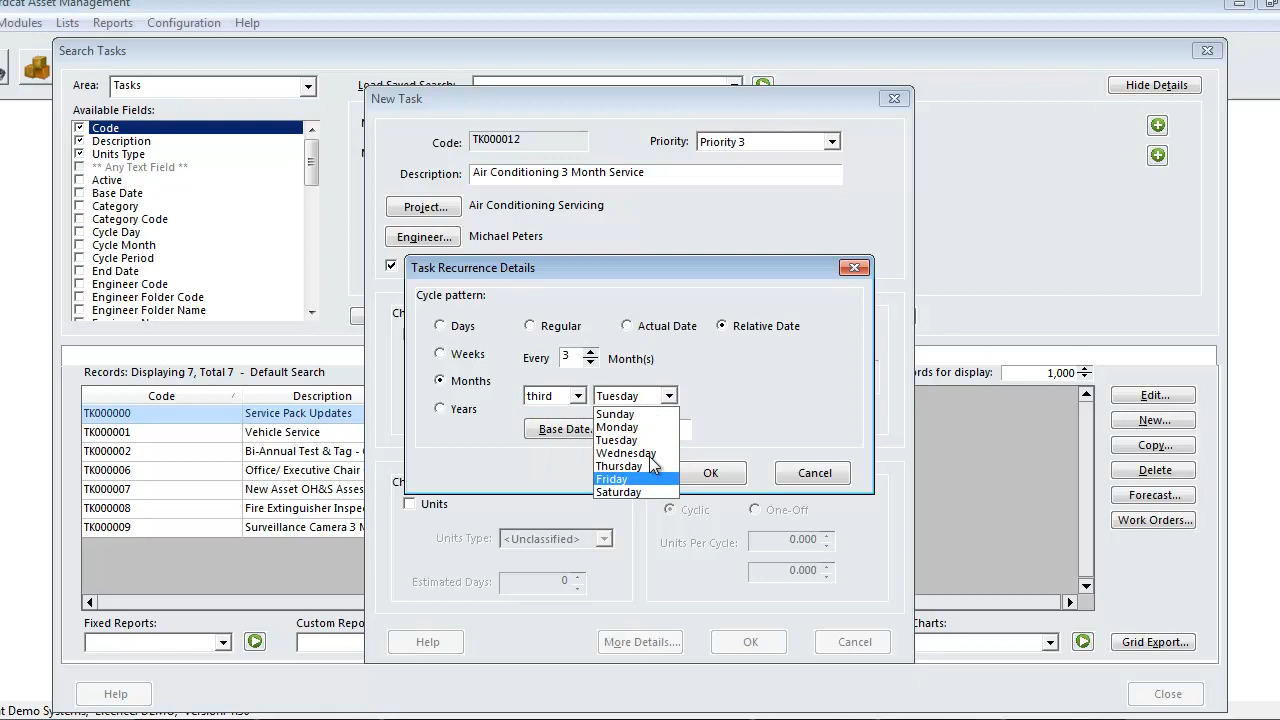 Asset Management
Modules Lists Reports Configuration Help
Search Tasks
Area: Tasks
Hide Details
Available Fields:
Code
Description
Units Type
** Any Text Field **
Active
Base Date
Category
Category Code
Cycle Day
Cycle Month
Cycle Period
End Date
Engineer Code
Engineer Folder Code
Engineer Folder Name
New Task
Code: TK000012 Priority: Priority 3
Description: Air Conditioning 3 Month Service
Project... Air Conditioning Servicing
Engineer... Michael Peters
Task Recurrence Details
Cycle pattern:
Days Regular Actual Date Relative Date
Weeks Every 3 Month(s)
Months
third Tuesday
Years
Base Date.
Sunday
Monday
Tuesday
Wednesday
Thursday
Friday
Saturday
OK Cancel
Units Cyclic One-Off
Units Type: <Unclassified> Units Per Cycle: 0.000
Estimated Days: 0 0.000
Help More Details.... OK Cancel
Records: Displaying 7, Total 7 - Default Search
for display: 1,000
Code Description
TK000000 Service Pack Updates
TK000001 Vehicle Service
TK000002 Bi-Annual Test & Tag -
TK000006 Office/ Executive Chair
TK000007 New Asset OH&S Asses
TK000008 Fire Extinguisher Inspe
TK000009 Surveillance Camera 3 M
Edit...
New...
Copy...
Delete
Forecast...
Work Orders...
Fixed Reports: Custom Repo Charts:
Grid Export...
Help Close